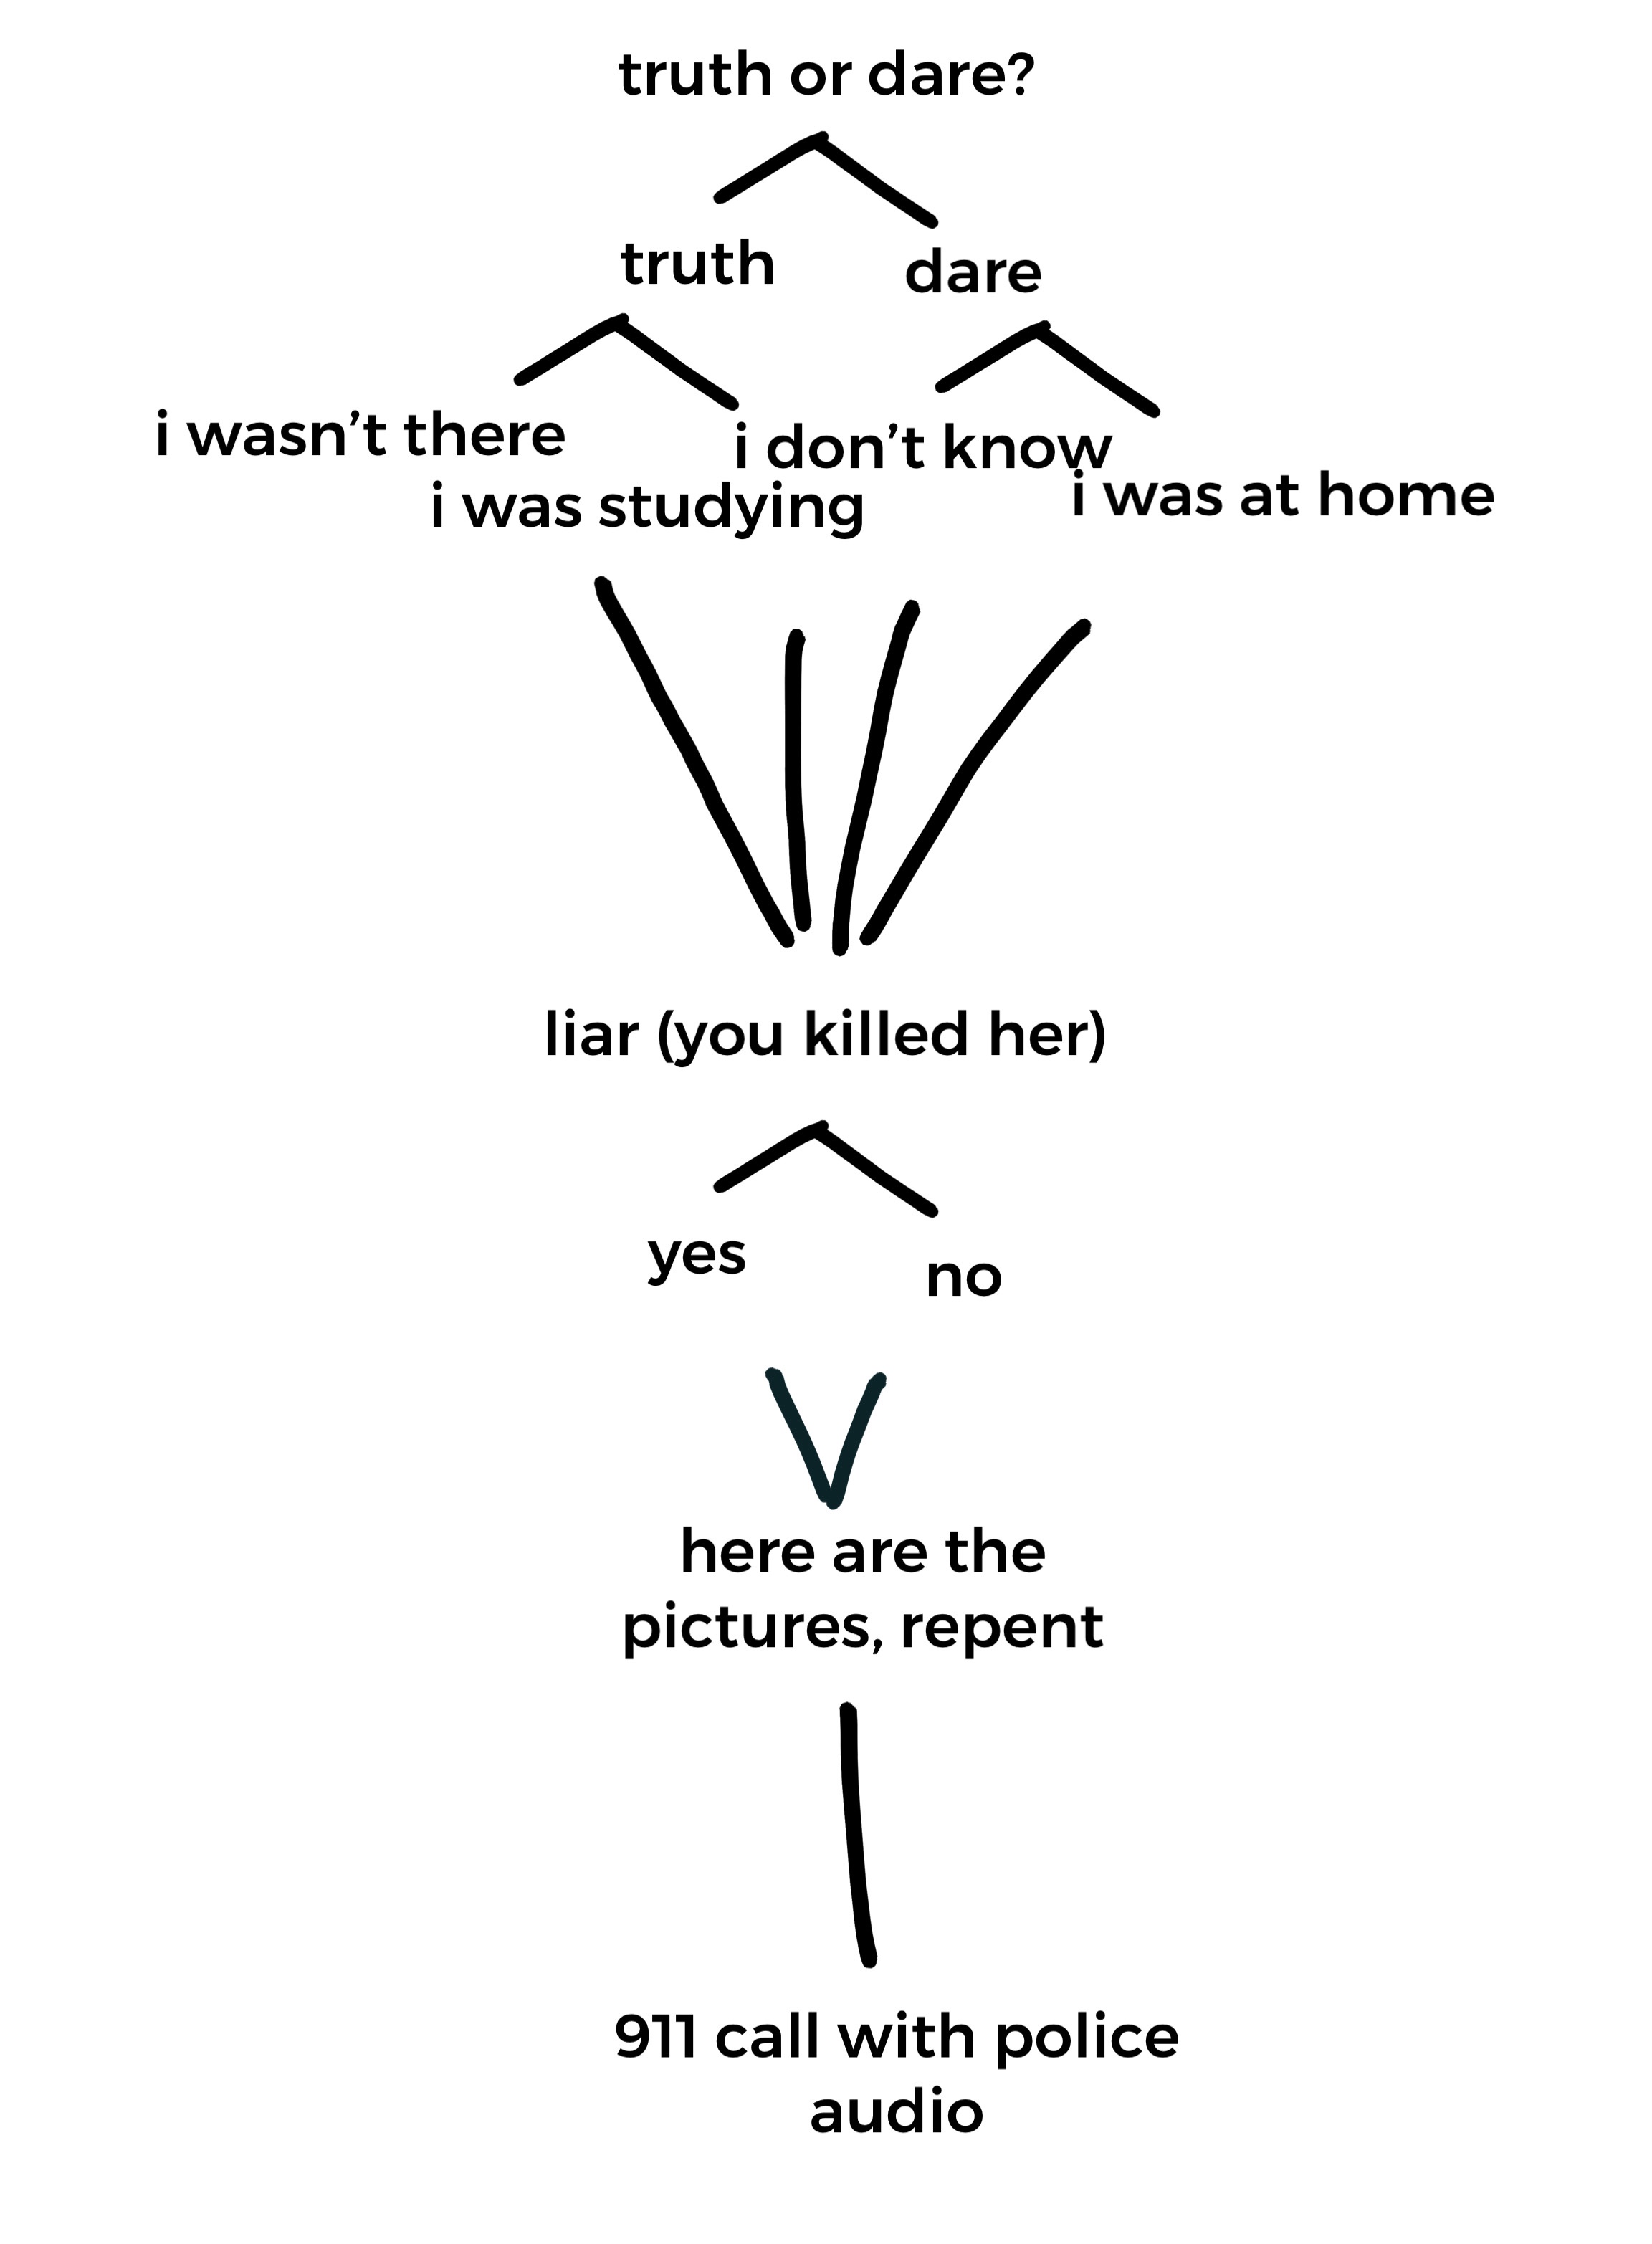 truth or dare?
truth
dare
i wasn’t there
i don’t know
i was studying
i was at home
liar (you killed her)
yes
no
here are the
pictures, repent
911 call with police
audio